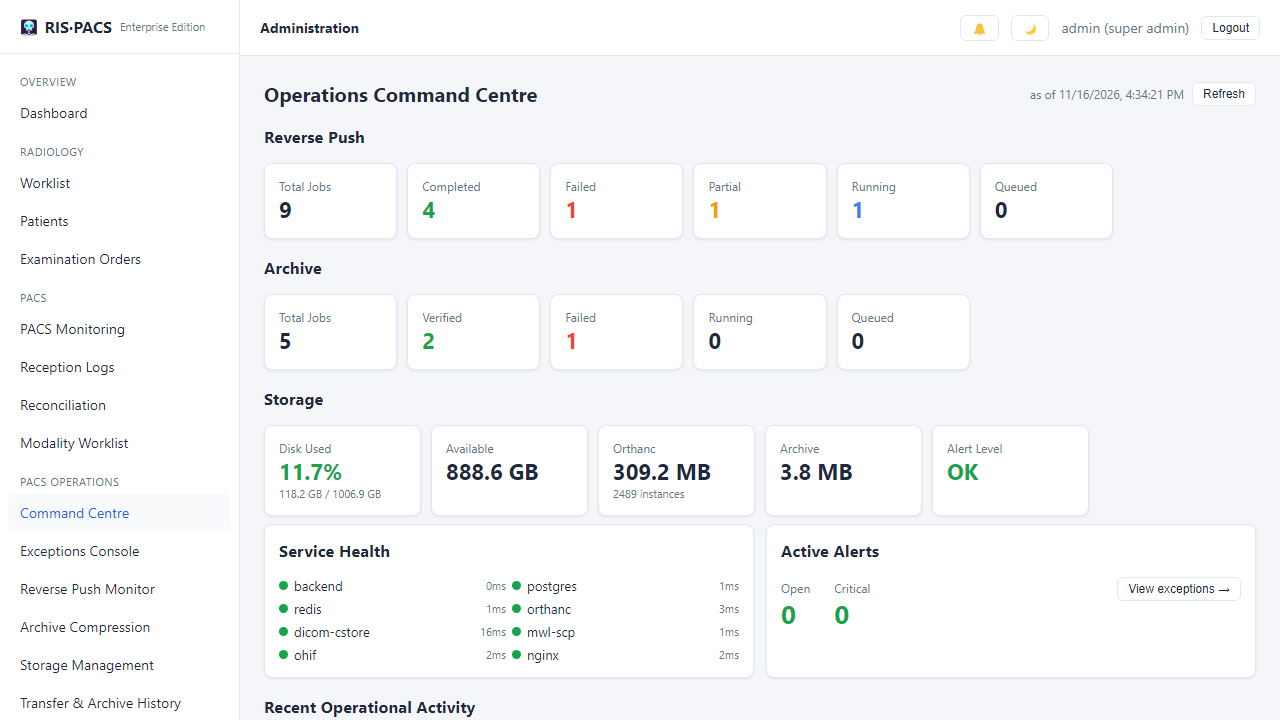 RIS·PACS Enterprise Edition
OVERVIEW
Dashboard
RADIOLOGY
Worklist
Patients
Examination Orders
PACS
PACS Monitoring
Reception Logs
Reconciliation
Modality Worklist
PACS OPERATIONS
Command Centre
Exceptions Console
Reverse Push Monitor
Archive Compression
Storage Management
Transfer & Archive History
Administration
admin (super admin) Logout
Operations Command Centre
as of 11/16/2026, 4:34:21 PM Refresh
Reverse Push
Total Jobs Completed Failed Partial Running Queued
9 4 1 1 1 0
Archive
Total Jobs Verified Failed Running Queued
5 2 1 0 0
Storage
Disk Used Available Orthanc Archive Alert Level
11.7% 888.6 GB 309.2 MB 3.8 MB OK
118.2 GB / 1006.9 GB 2489 instances
Service Health
backend 0ms postgres 1ms
redis 1ms orthanc 3ms
dicom-cstore 16ms mwl-scp 1ms
ohif 2ms nginx 2ms
Active Alerts
Open Critical View exceptions →
0 0
Recent Operational Activity